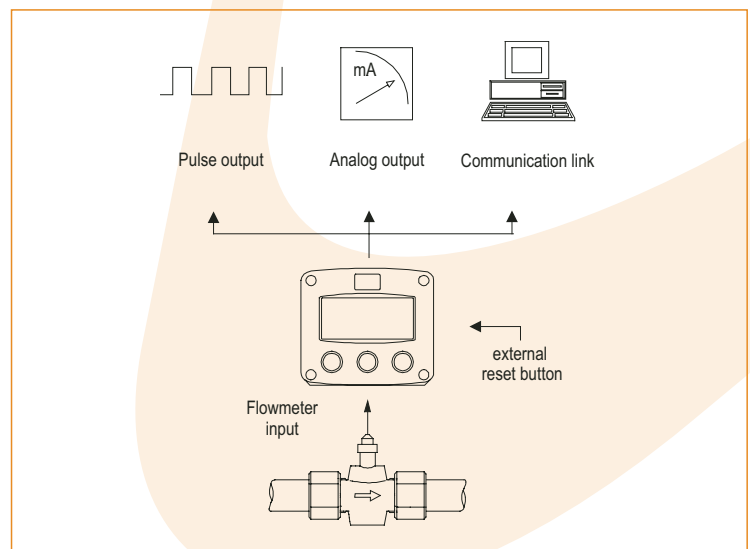 mA
Pulse output
Analog output
Communication link
external
reset button
Flowmeter
input